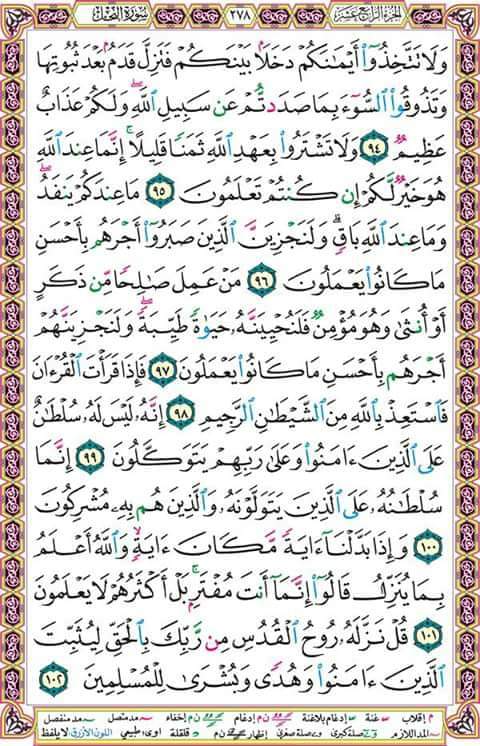 الجزء الرابع عشر ٢٧٨ سورة النحل
وَلَا تَتَّخِذُوٓا۟ أَيْمَٰنَكُمْ دَخَلًۢا بَيْنَكُمْ فَتَزِلَّ قَدَمٌۢ بَعْدَ ثُبُوتِهَا
وَتَذُوقُوا۟ ٱلسُّوٓءَ بِمَا صَدَدتُّمْ عَن سَبِيلِ ٱللَّهِ ۖ وَلَكُمْ عَذَابٌ
عَظِيمٌ ٩٤ وَلَا تَشْتَرُوا۟ بِعَهْدِ ٱللَّهِ ثَمَنًا قَلِيلًا ۚ إِنَّمَا عِندَ ٱللَّهِ
هُوَ خَيْرٌ لَّكُمْ إِن كُنتُمْ تَعْلَمُونَ ٩٥ مَا عِندَكُمْ يَنفَدُ ۖ
وَمَا عِندَ ٱللَّهِ بَاقٍ ۗ وَلَنَجْزِيَنَّ ٱلَّذِينَ صَبَرُوٓا۟ أَجْرَهُم بِأَحْسَنِ
مَا كَانُوا۟ يَعْمَلُونَ ٩٦ مَنْ عَمِلَ صَٰلِحًا مِّن ذَكَرٍ
أَوْ أُنثَىٰ وَهُوَ مُؤْمِنٌ فَلَنُحْيِيَنَّهُۥ حَيَوٰةً طَيِّبَةً ۖ وَلَنَجْزِيَنَّهُمْ
أَجْرَهُم بِأَحْسَنِ مَا كَانُوا۟ يَعْمَلُونَ ٩٧ فَإِذَا قَرَأْتَ ٱلْقُرْءَانَ
فَٱسْتَعِذْ بِٱللَّهِ مِنَ ٱلشَّيْطَٰنِ ٱلرَّجِيمِ ٩٨ إِنَّهُۥ لَيْسَ لَهُۥ سُلْطَٰنٌ
عَلَى ٱلَّذِينَ ءَامَنُوا۟ وَعَلَىٰ رَبِّهِمْ يَتَوَكَّلُونَ ٩٩ إِنَّمَا
سُلْطَٰنُهُۥ عَلَى ٱلَّذِينَ يَتَوَلَّوْنَهُۥ وَٱلَّذِينَ هُم بِهِۦ مُشْرِكُونَ
١٠٠ وَإِذَا بَدَّلْنَآ ءَايَةً مَّكَانَ ءَايَةٍ ۙ وَٱللَّهُ أَعْلَمُ
بِمَا يُنَزِّلُ قَالُوٓا۟ إِنَّمَآ أَنتَ مُفْتَرٍۭ ۚ بَلْ أَكْثَرُهُمْ لَا يَعْلَمُونَ
١٠١ قُلْ نَزَّلَهُۥ رُوحُ ٱلْقُدُسِ مِن رَّبِّكَ بِٱلْحَقِّ لِيُثَبِّتَ
ٱلَّذِينَ ءَامَنُوا۟ وَهُدًى وَبُشْرَىٰ لِلْمُسْلِمِينَ ١٠٢
م إقلاب غنة إدغام بلاغنة ن م إدغام ن م إخفاء مد متصل مد منفصل
المد اللازم صلة كبرى صلة صغرى إظهار ن م قلقلة اوى طبيعي اللون الأزرق لا يلفظ